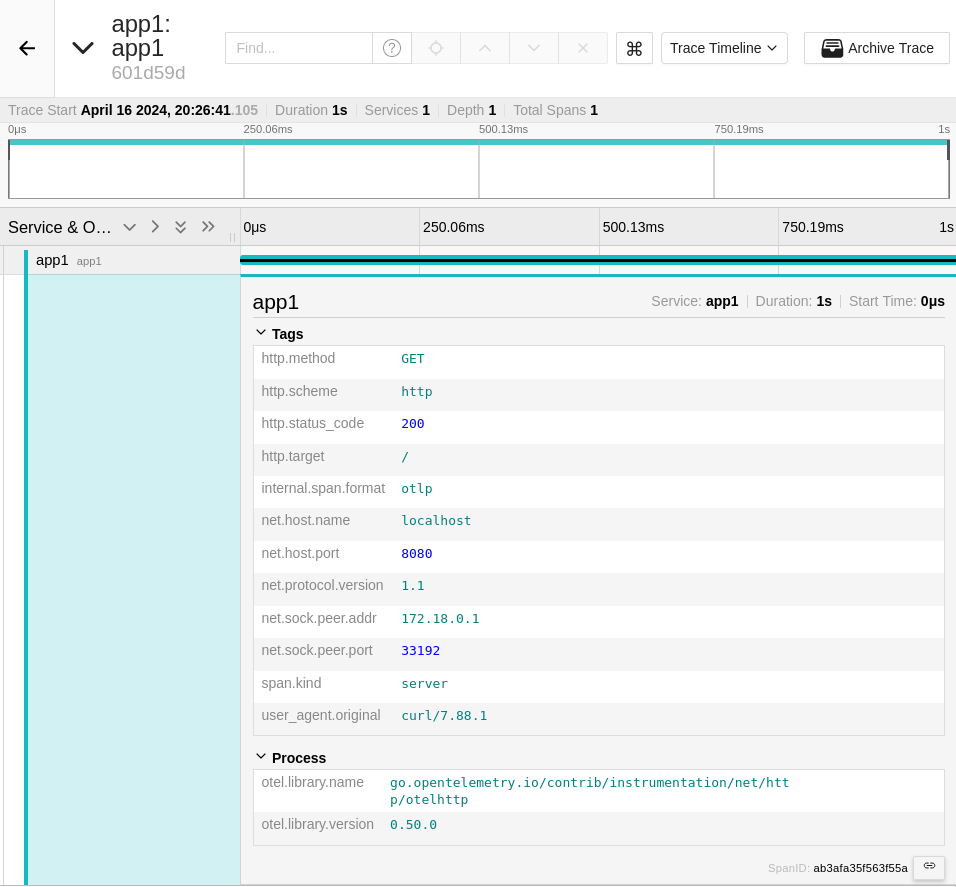 app1:
app1
601d59d
Find...
?
⌘
Trace Timeline
Archive Trace
Trace Start April 16 2024, 20:26:41.105 Duration 1s Services 1 Depth 1 Total Spans 1
0μs 250.06ms 500.13ms 750.19ms 1s
Service & O…
0μs 250.06ms 500.13ms 750.19ms 1s
app1 app1
app1 Service: app1 Duration: 1s Start Time: 0μs
Tags
http.method GET
http.scheme http
http.status_code 200
http.target /
internal.span.format otlp
net.host.name localhost
net.host.port 8080
net.protocol.version 1.1
net.sock.peer.addr 172.18.0.1
net.sock.peer.port 33192
span.kind server
user_agent.original curl/7.88.1
Process
otel.library.name go.opentelemetry.io/contrib/instrumentation/net/htt
p/otelhttp
otel.library.version 0.50.0
SpanID: ab3afa35f563f55a